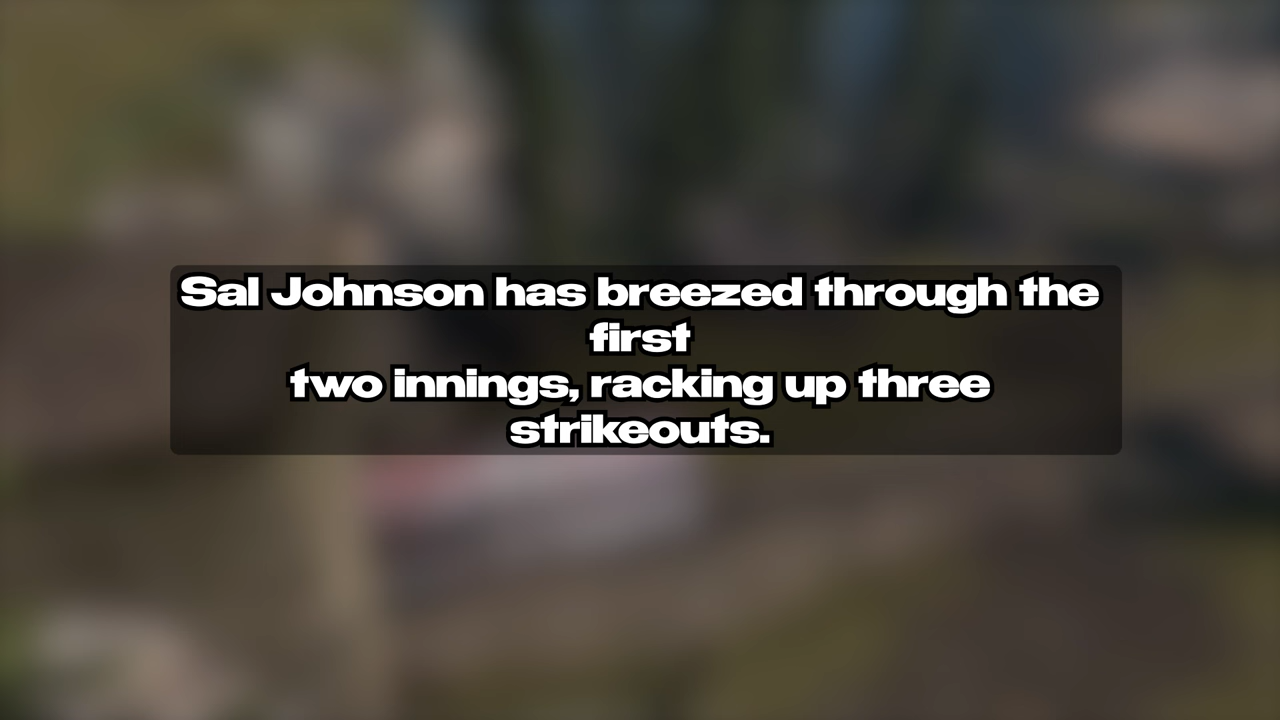 Sal Johnson has breezed through the
first
two innings, racking up three
strikeouts.